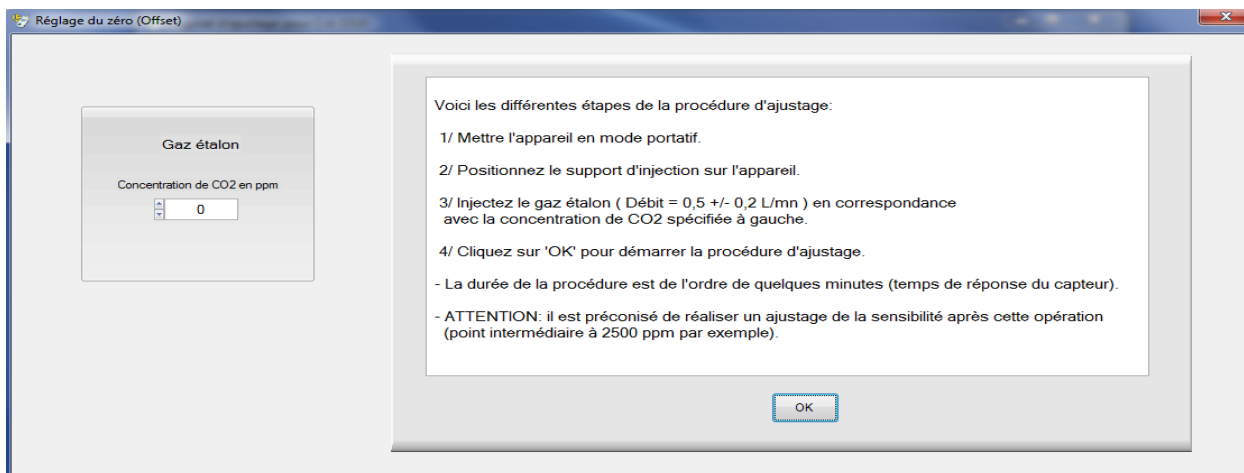 Réglage du zéro (Offset)
Gaz étalon
Concentration de CO2 en ppm
0
Voici les différentes étapes de la procédure d'ajustage:
1/ Mettre l'appareil en mode portatif.
2/ Positionnez le support d'injection sur l'appareil.
3/ Injectez le gaz étalon ( Débit = 0,5 +/- 0,2 L/mn ) en correspondance
avec la concentration de CO2 spécifiée à gauche.
4/ Cliquez sur 'OK' pour démarrer la procédure d'ajustage.
- La durée de la procédure est de l'ordre de quelques minutes (temps de réponse du capteur).
- ATTENTION: il est préconisé de réaliser un ajustage de la sensibilité après cette opération
(point intermédiaire à 2500 ppm par exemple).
OK